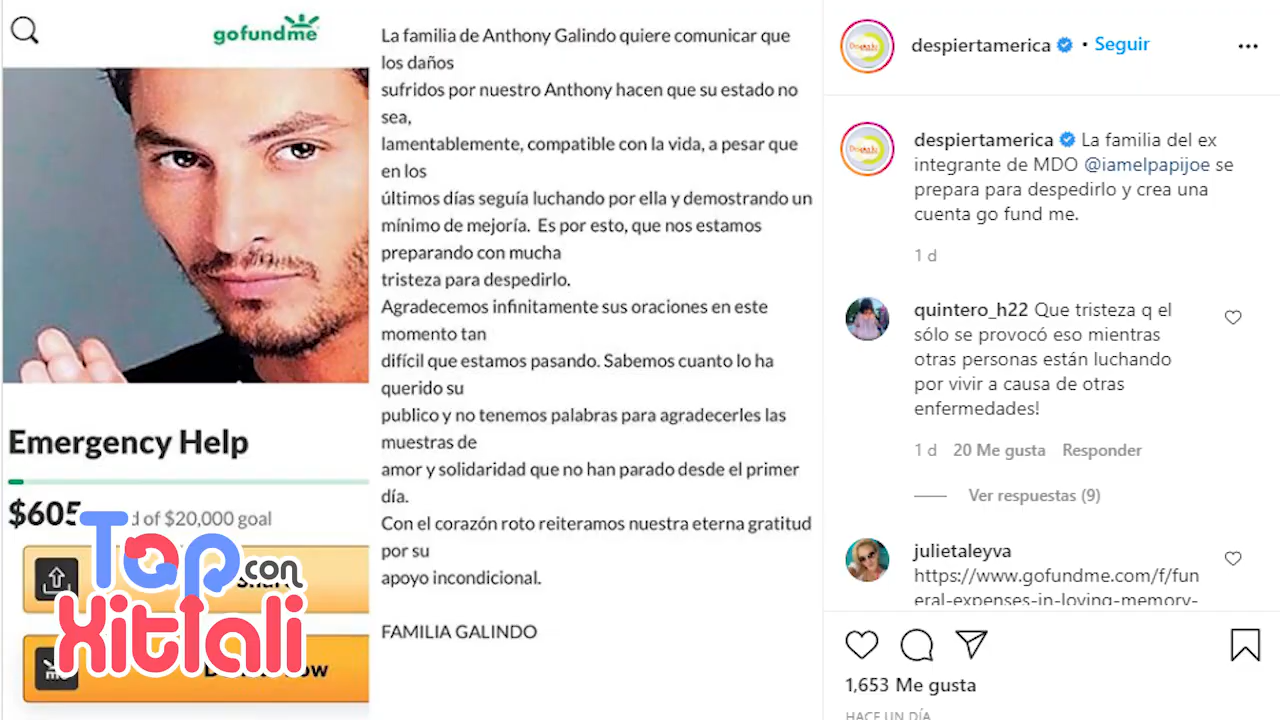 gofundme
Emergency Help
$605
d of $20,000 goal
Top.con
Xitlali
me
La familia de Anthony Galindo quiere comunicar que
los daños
sufridos por nuestro Anthony hacen que su estado no
sea,
lamentablemente, compatible con la vida, a pesar que
en los
últimos días seguía luchando por ella y demostrando un
mínimo de mejoría. Es por esto, que nos estamos
preparando con mucha
tristeza para despedirlo.
Agradecemos infinitamente sus oraciones en este
momento tan
difícil que estamos pasando. Sabemos cuanto lo ha
querido su
publico y no tenemos palabras para agradecerles las
muestras de
amor y solidaridad que no han parado desde el primer
día.
Con el corazón roto reiteramos nuestra eterna gratitud
por su
apoyo incondicional.
FAMILIA GALINDO
despiertamerica • Seguir
despiertamerica La familia del ex
integrante de MDO @iamelpapijoe se
prepara para despedirlo y crea una
cuenta go fund me.
1 d
quintero_h22 Que tristeza q el
sólo se provocó eso mientras
otras personas están luchando
por vivir a causa de otras
enfermedades!
1 d 20 Me gusta Responder
Ver respuestas (9)
julietaleyva
https://www.gofundme.com/f/fun
eral-expenses-in-loving-memory-
1,653 Me gusta
HACE UN DÍA